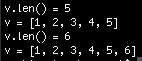 v.len() = 5
v = [1, 2, 3, 4, 5]
v.len() = 6
v = [1, 2, 3, 4, 5, 6]